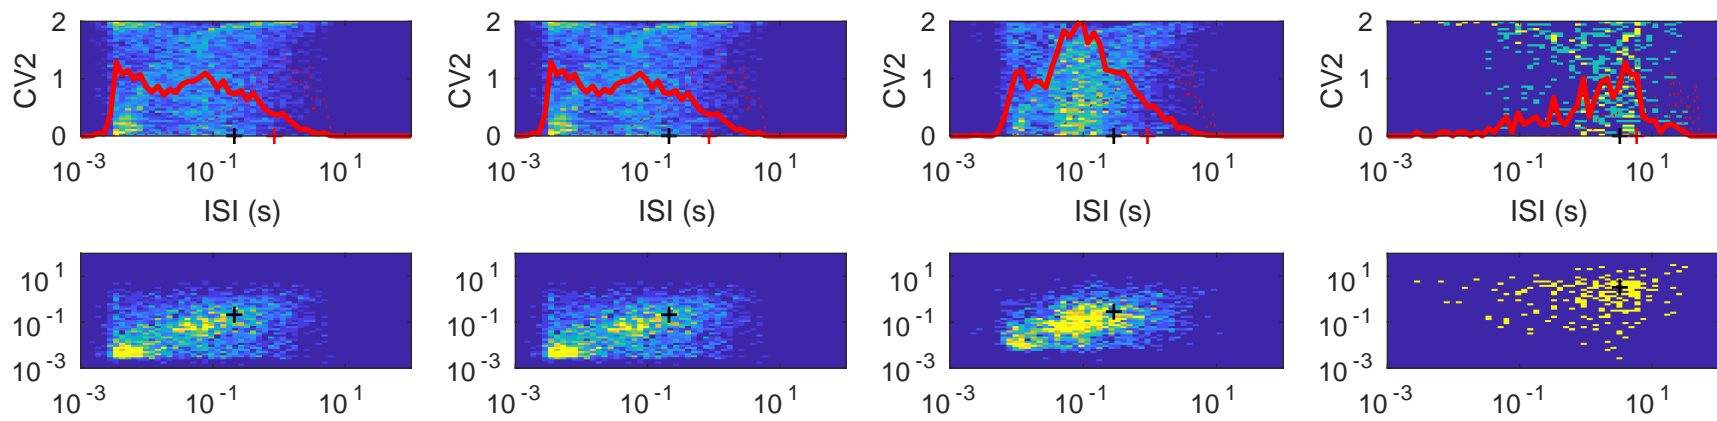 2 2 2 2
CV2 1 CV2 1 CV2 1 CV2 1
0 0 0 0
10^-3 10^-1 10^1 10^-3 10^-1 10^1 10^-3 10^-1 10^1 10^-3 10^-1 10^1
ISI (s) ISI (s) ISI (s) ISI (s)
10^1 10^1 10^1 10^1
10^-1 10^-1 10^-1 10^-1
10^-3 10^-3 10^-3 10^-3
10^-3 10^-1 10^1 10^-3 10^-1 10^1 10^-3 10^-1 10^1 10^-3 10^-1 10^1